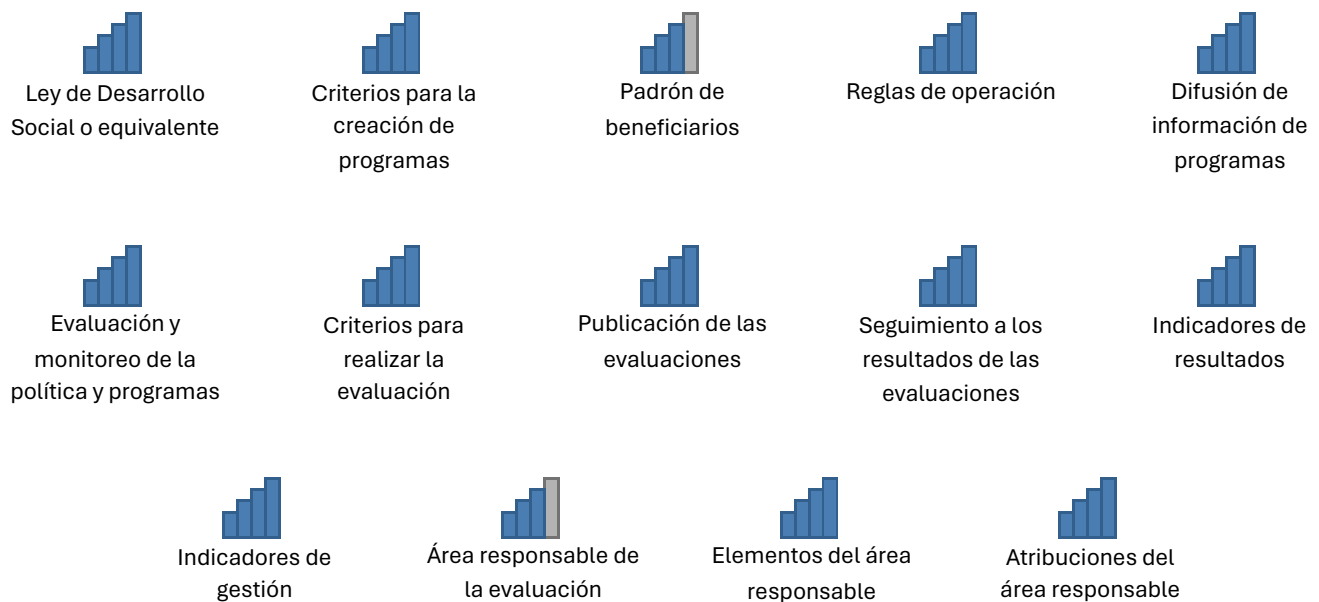 Ley de Desarrollo
Social o equivalente
Criterios para la
creación de
programas
Padrón de
beneficiarios
Reglas de operación
Difusión de
información de
programas
Evaluación y
monitoreo de la
política y programas
Criterios para
realizar la
evaluación
Publicación de las
evaluaciones
Seguimiento a los
resultados de las
evaluaciones
Indicadores de
resultados
Indicadores de
gestión
Área responsable de
la evaluación
Elementos del área
responsable
Atribuciones del
área responsable